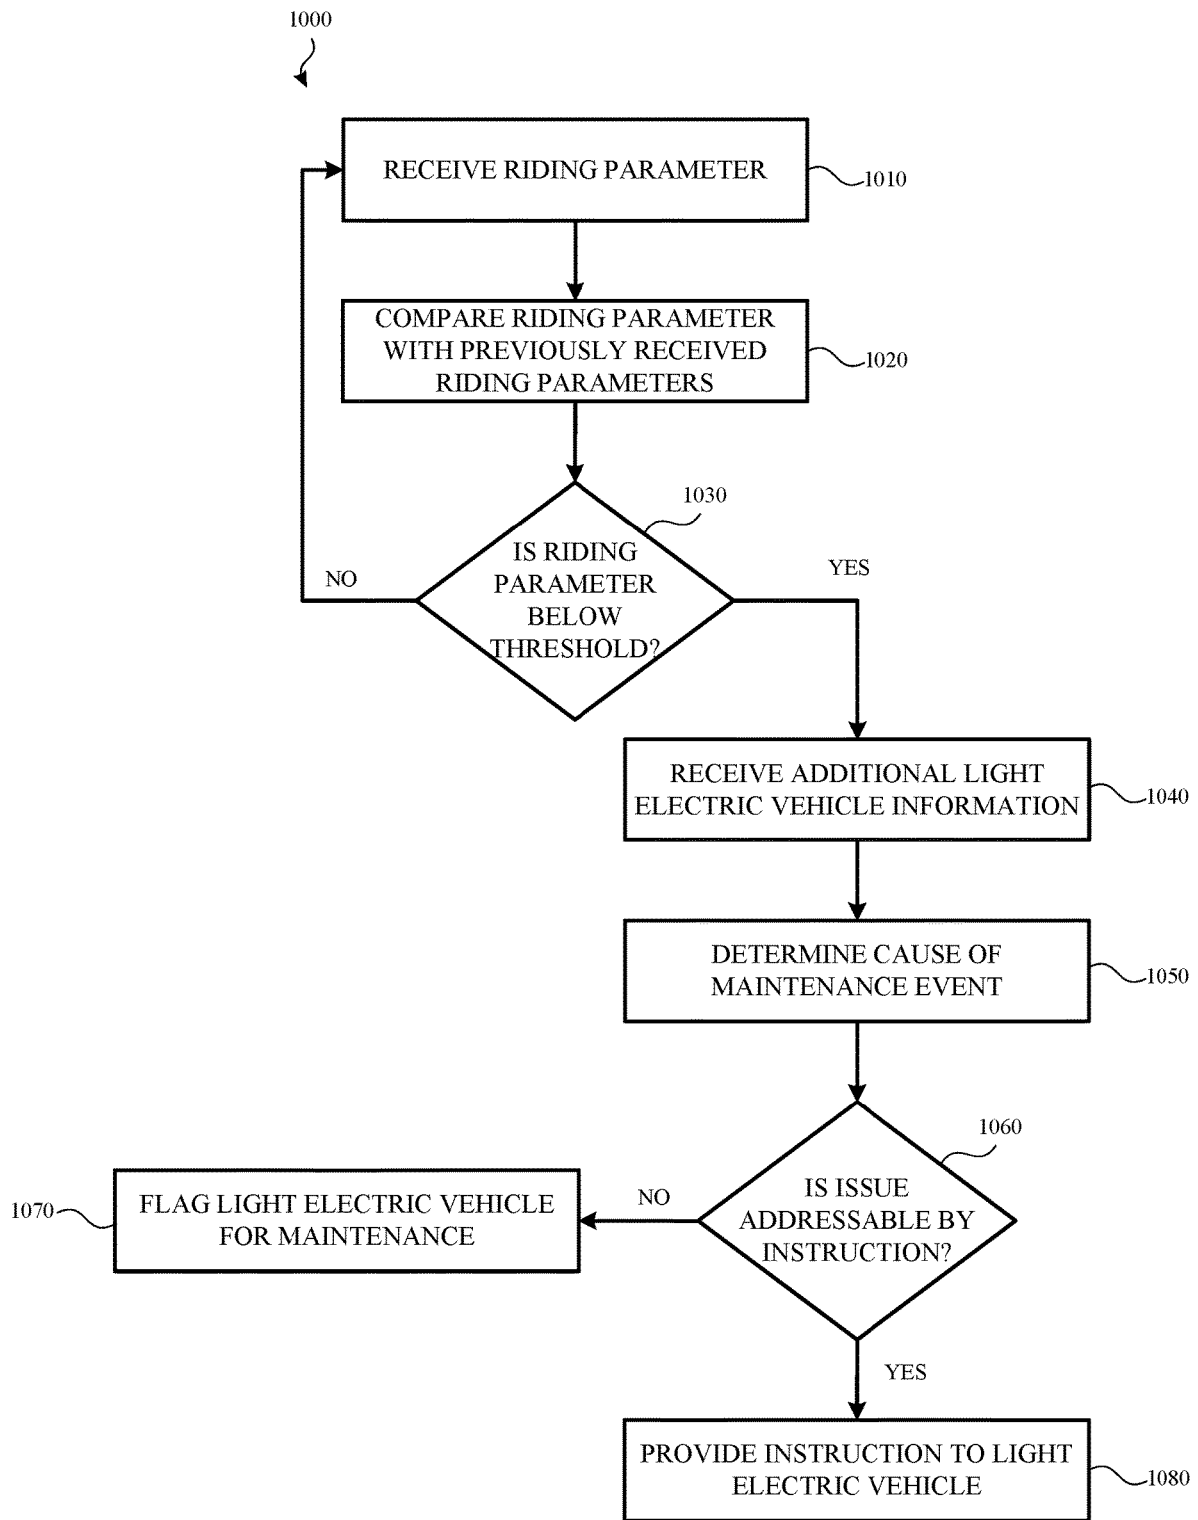 1000
RECEIVE RIDING PARAMETER
1010
COMPARE RIDING PARAMETER
WITH PREVIOUSLY RECEIVED
RIDING PARAMETERS
1020
1030
IS RIDING
PARAMETER
BELOW
THRESHOLD?
NO
YES
RECEIVE ADDITIONAL LIGHT
ELECTRIC VEHICLE INFORMATION
1040
DETERMINE CAUSE OF
MAINTENANCE EVENT
1050
1060
IS ISSUE
ADDRESSABLE BY
INSTRUCTION?
NO
1070
FLAG LIGHT ELECTRIC VEHICLE
FOR MAINTENANCE
YES
PROVIDE INSTRUCTION TO LIGHT
ELECTRIC VEHICLE
1080